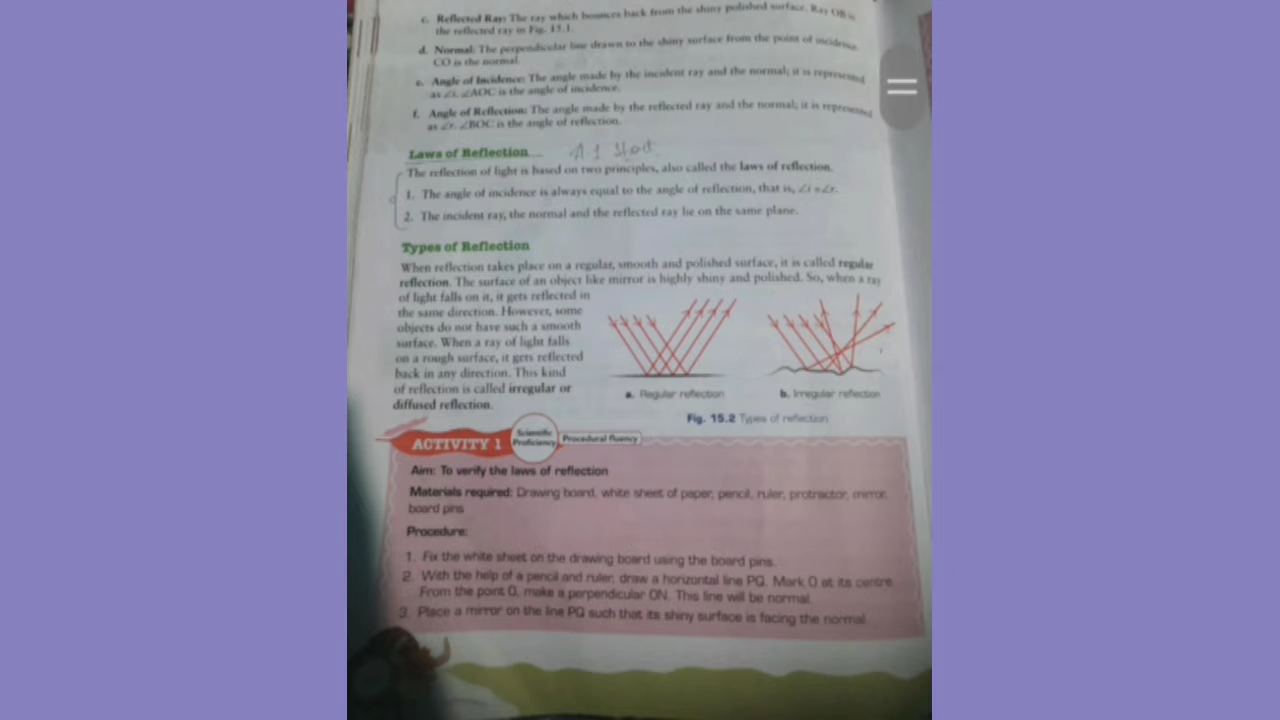 c. Reflected Ray: The ray which bounces back from the shiny polished surface. Ray OB is
the reflected ray in Fig. 15.1.
d. Normal: The perpendicular line drawn to the shiny surface from the point of incidence.
CO is the normal.
e. Angle of Incidence: The angle made by the incident ray and the normal; it is represented
as ∠i. ∠AOC is the angle of incidence.
f. Angle of Reflection: The angle made by the reflected ray and the normal; it is represented
as ∠r. ∠BOC is the angle of reflection.
Laws of Reflection
The reflection of light is based on two principles, also called the laws of reflection.
1. The angle of incidence is always equal to the angle of reflection, that is, ∠i = ∠r.
2. The incident ray, the normal and the reflected ray lie on the same plane.
Types of Reflection
When reflection takes place on a regular, smooth and polished surface, it is called regular
reflection. The surface of an object like mirror is highly shiny and polished. So, when a ray
of light falls on it, it gets reflected in
the same direction. However, some
objects do not have such a smooth
surface. When a ray of light falls
on a rough surface, it gets reflected
back in any direction. This kind
of reflection is called irregular or
diffused reflection.
a. Regular reflection
b. Irregular reflection
Fig. 15.2 Types of reflection
ACTIVITY 1
Scientific
Proficiency
Procedural fluency
Aim: To verify the laws of reflection
Materials required: Drawing board, white sheet of paper, pencil, ruler, protractor, mirror,
board pins
Procedure:
1. Fix the white sheet on the drawing board using the board pins.
2. With the help of a pencil and ruler, draw a horizontal line PQ. Mark O at its centre.
From the point O, make a perpendicular ON. This line will be normal.
3. Place a mirror on the line PQ such that its shiny surface is facing the normal.